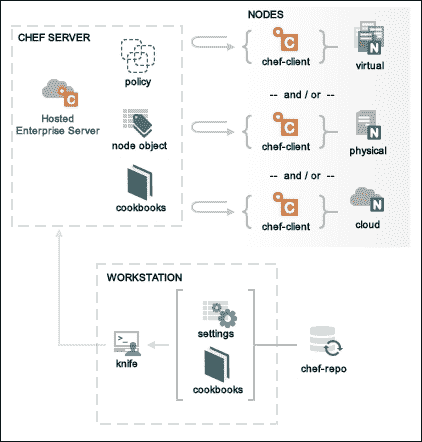 CHEF SERVER
Hosted
Enterprise Server
policy
node object
cookbooks
NODES
chef-client
virtual
-- and / or --
chef-client
physical
-- and / or --
chef-client
cloud
WORKSTATION
knife
settings
cookbooks
chef-repo